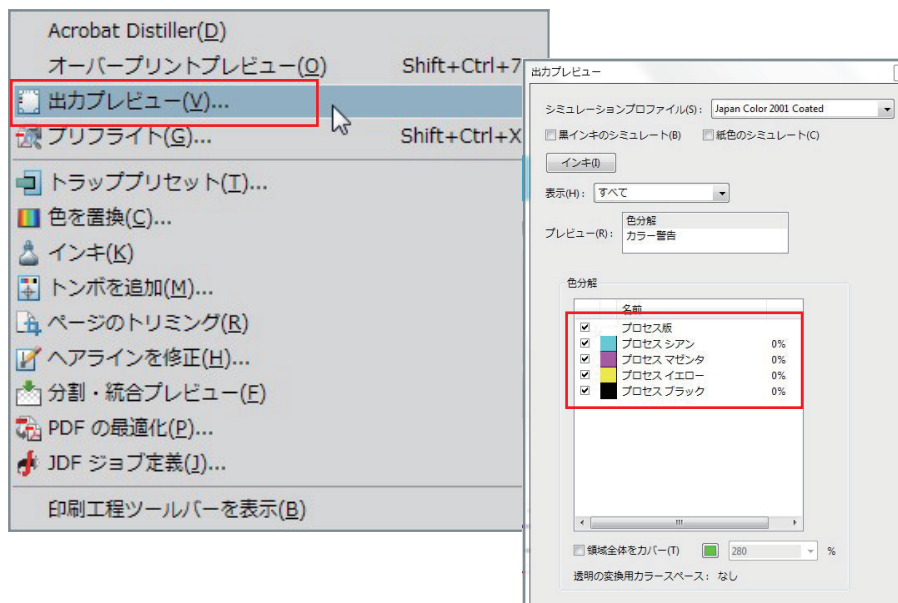 Acrobat Distiller(D)
オーバープリントプレビュー(O) Shift+Ctrl+7
出力プレビュー(V)...
プリフライト(G)... Shift+Ctrl+X
トラッププリセット(T)...
色を置換(C)...
インキ(K)
トンボを追加(M)...
ページのトリミング(R)
ヘアラインを修正(H)...
分割・統合プレビュー(F)
PDF の最適化(P)...
JDF ジョブ定義(J)...
印刷工程ツールバーを表示(B)
出力プレビュー
シミュレーションプロファイル(S): Japan Color 2001 Coated
黒インキのシミュレート(B) 紙色のシミュレート(C)
インキ(I)
表示(H): すべて
プレビュー(R): 色分解
カラー警告
色分解
名前
プロセス版
プロセス シアン 0%
プロセス マゼンタ 0%
プロセス イエロー 0%
プロセス ブラック 0%
領域全体をカバー(T) 280 %
透明の変換用カラースペース: なし